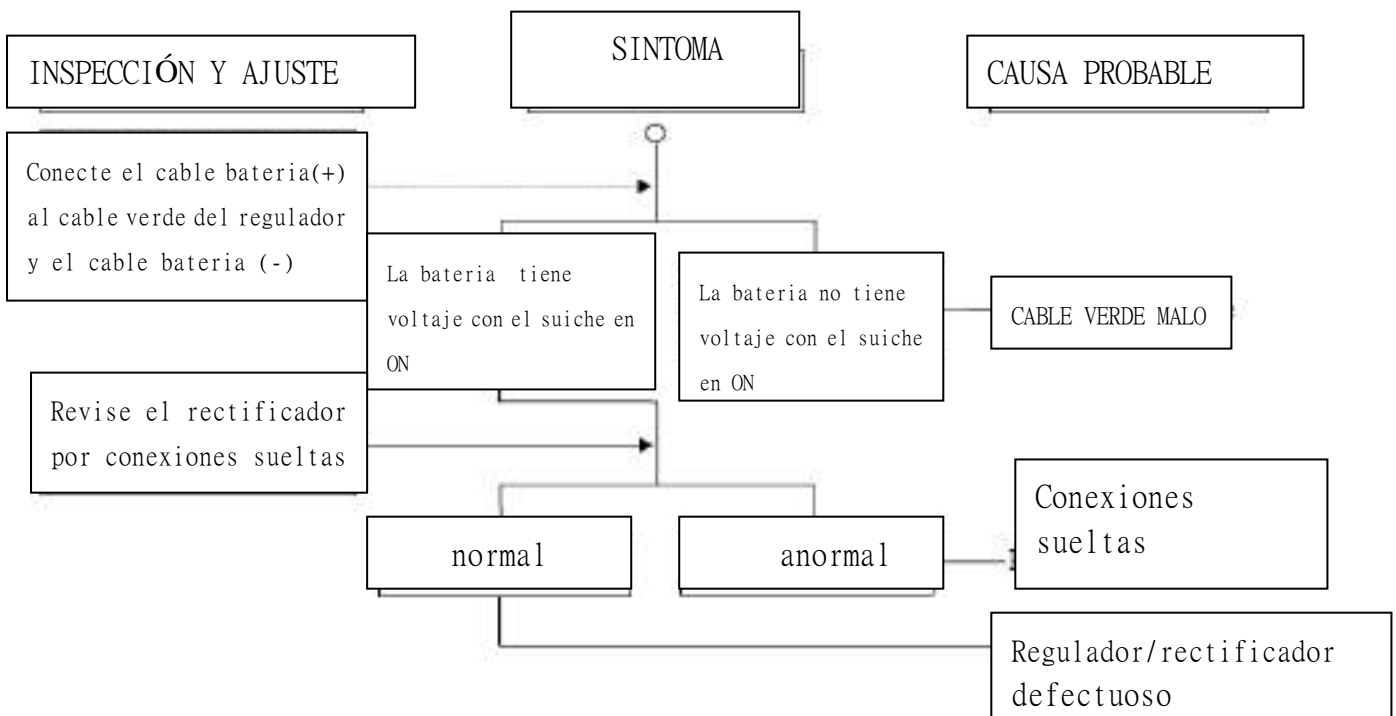 INSPECCIÓN Y AJUSTE
SINTOMA
CAUSA PROBABLE
Conecte el cable bateria(+)
al cable verde del regulador
y el cable bateria (-)
La bateria tiene
voltaje con el suiche en
ON
La bateria no tiene
voltaje con el suiche
en ON
CABLE VERDE MALO
Revise el rectificador
por conexiones sueltas
normal
anormal
Conexiones
sueltas
Regulador/rectificador
defectuoso